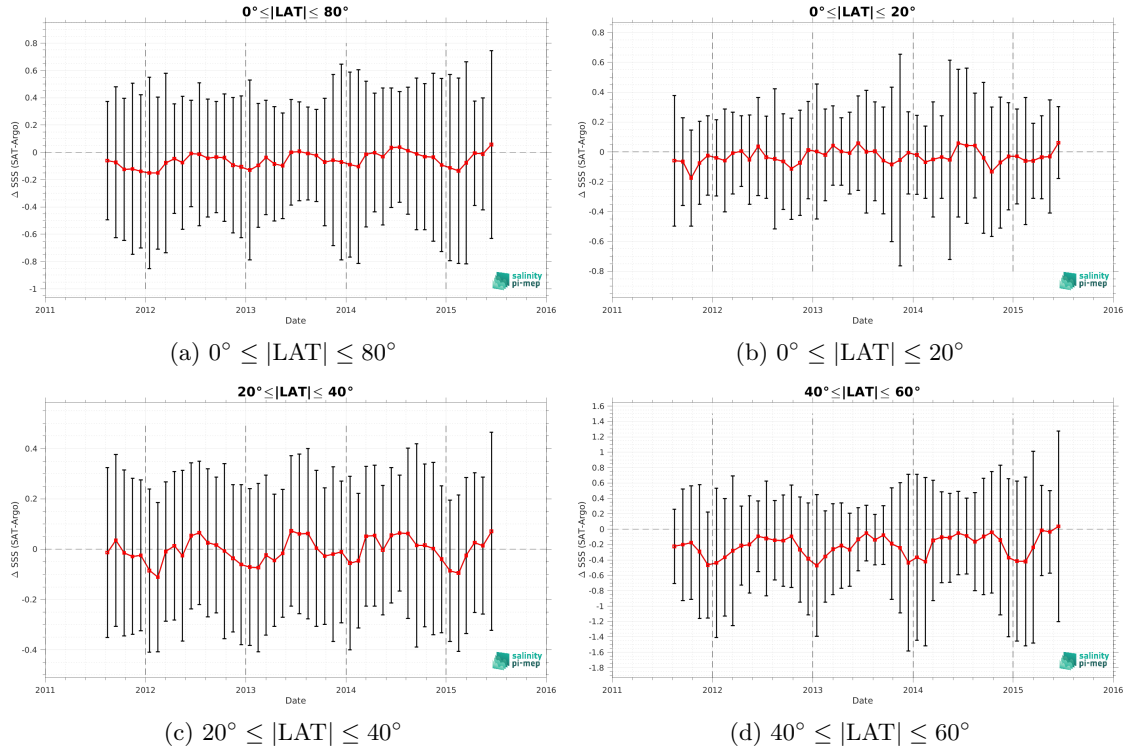 0°≤|LAT|≤ 80°
0.8
0.6
0.4
0.2
0
-0.2
-0.4
-0.6
-0.8
-1
Δ SSS (SAT-Argo)
2011
2012
2013
2014
2015
2016
Date
salinity
pi-mep
(a) 0° ≤ |LAT| ≤ 80°
0°≤|LAT|≤ 20°
0.8
0.6
0.4
0.2
0
-0.2
-0.4
-0.6
-0.8
Δ SSS (SAT-Argo)
2011
2012
2013
2014
2015
2016
Date
salinity
pi-mep
(b) 0° ≤ |LAT| ≤ 20°
20°≤|LAT|≤ 40°
0.4
0.2
0
-0.2
-0.4
Δ SSS (SAT-Argo)
2011
2012
2013
2014
2015
2016
Date
salinity
pi-mep
(c) 20° ≤ |LAT| ≤ 40°
40°≤|LAT|≤ 60°
1.6
1.4
1.2
1
0.8
0.6
0.4
0.2
0
-0.2
-0.4
-0.6
-0.8
-1
-1.2
-1.4
-1.6
-1.8
Δ SSS (SAT-Argo)
2011
2012
2013
2014
2015
2016
Date
salinity
pi-mep
(d) 40° ≤ |LAT| ≤ 60°